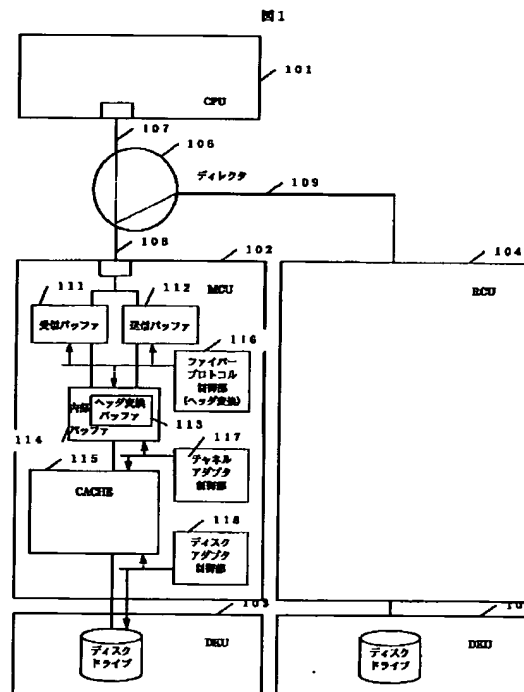 図1
101
CPU
107
106
ディレクタ
109
108
102
104
MCU
RCU
111
112
受信バッファ
送信バッファ
116
ファイバー
プロトコル
制御部
(ヘッダ変換)
内部
バッファ
ヘッダ変換
バッファ
113
114
117
115
チャネル
アダプタ
制御部
CACHE
118
ディスク
アダプタ
制御部
103
10
DKU
DKU
ディスク
ドライブ
ディスク
ドライブ